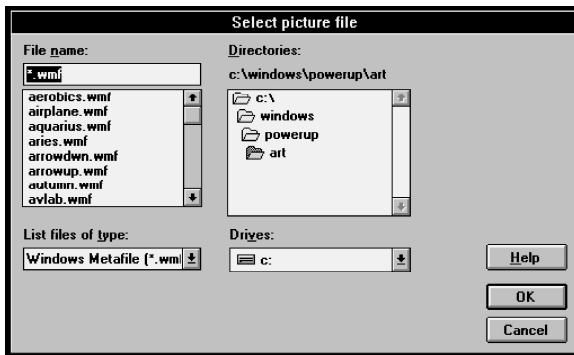 Select picture file
File name:
*.wmf
aerobics.wmf
airplane.wmf
aquarius.wmf
aries.wmf
arrowdwn.wmf
arrowup.wmf
autumn.wmf
avlab.wmf
List files of type:
Windows Metafile (*.wmf
Directories:
c:\windows\powerup\art
c:\
windows
powerup
art
Drives:
c:
Help
OK
Cancel